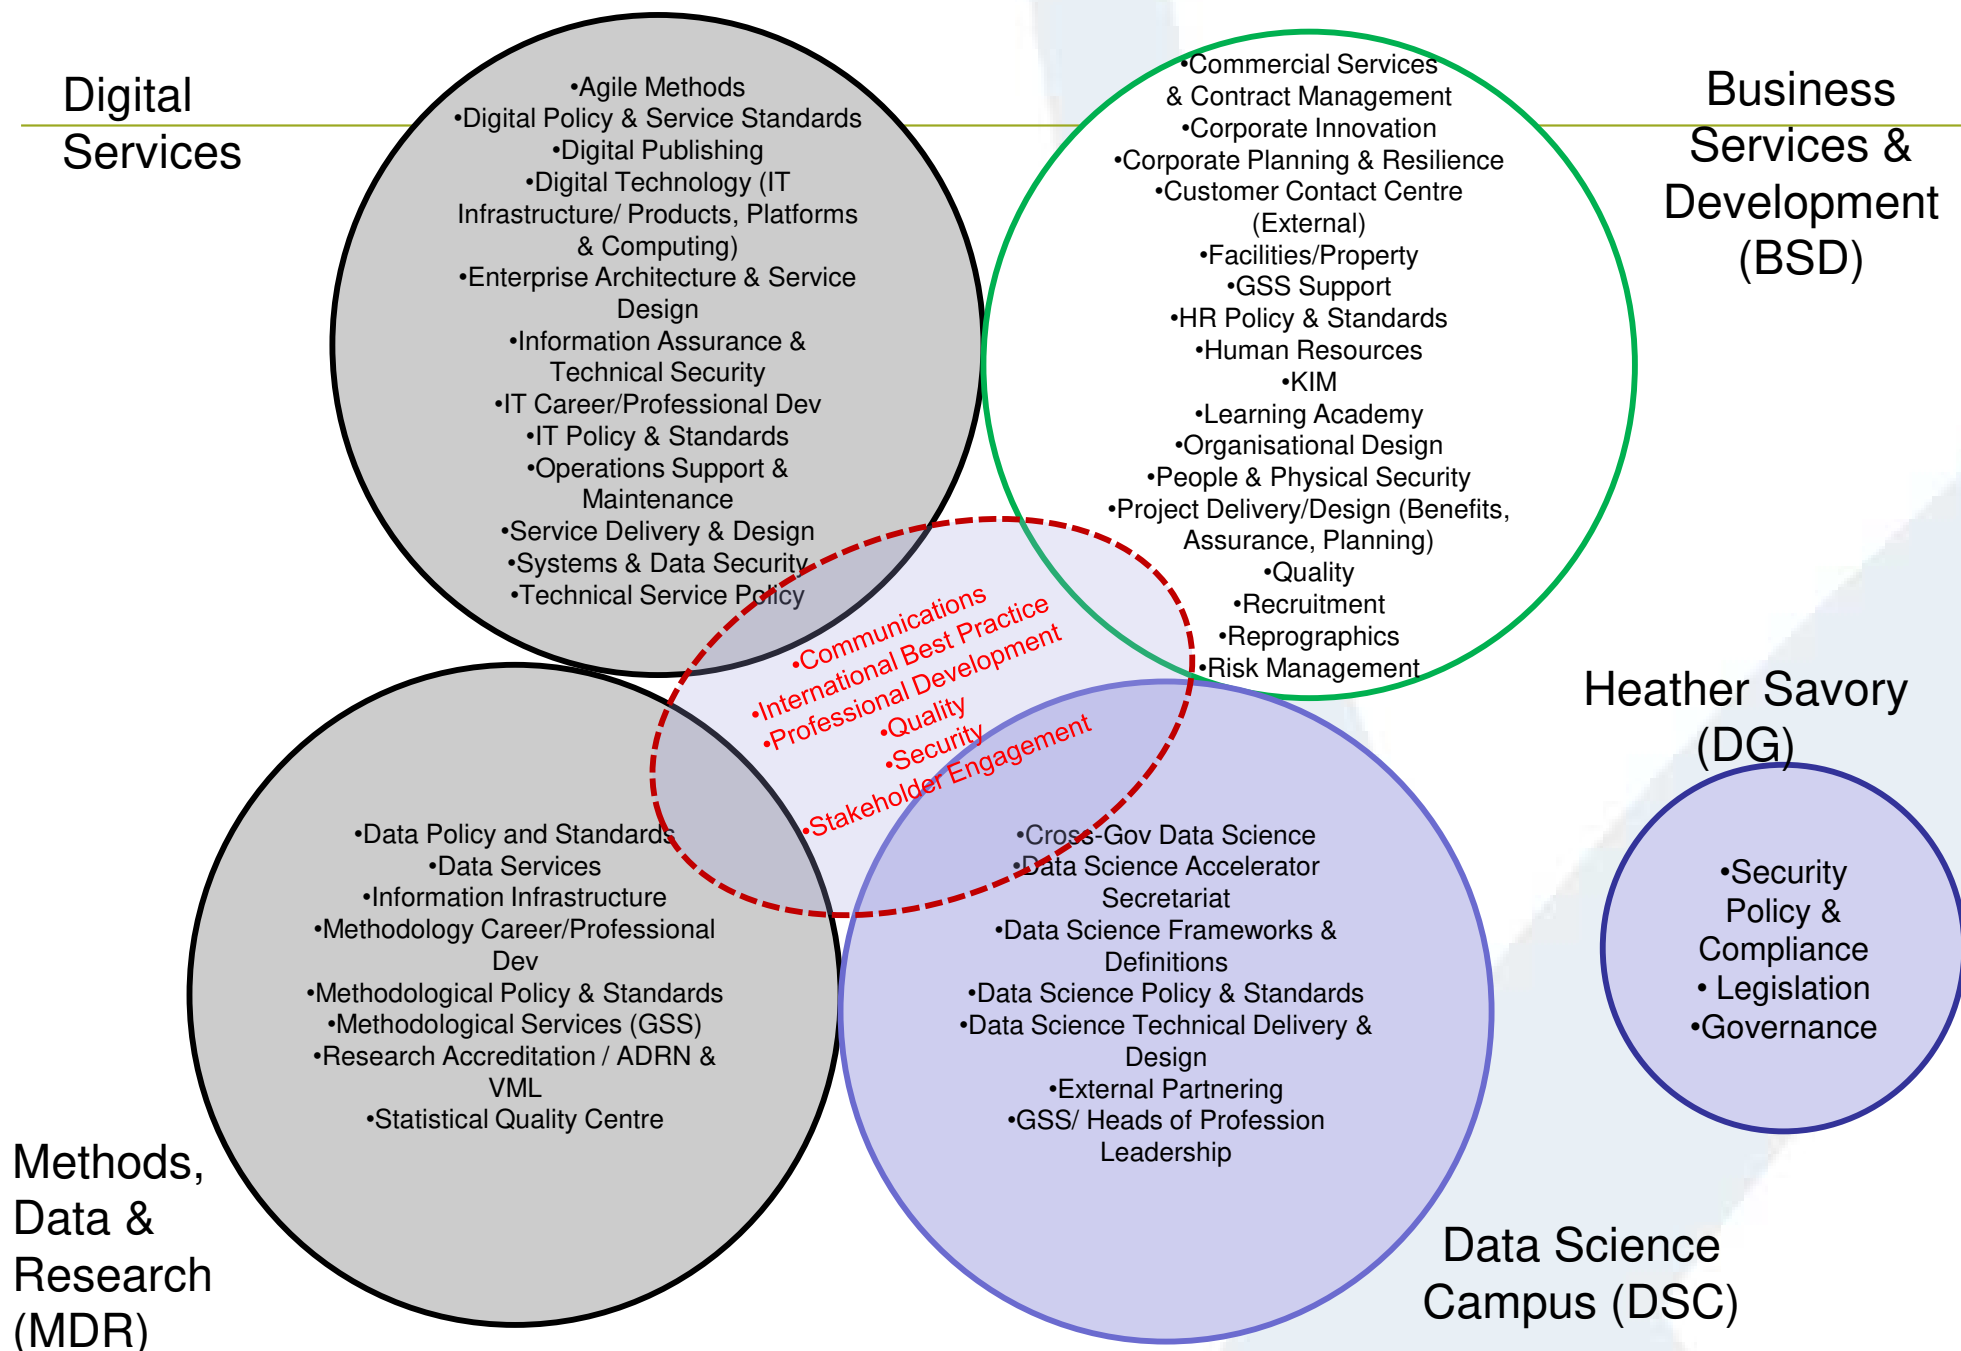 Digital
Services
•Agile Methods
•Digital Policy & Service Standards
•Digital Publishing
•Digital Technology (IT
Infrastructure/ Products, Platforms
& Computing)
•Enterprise Architecture & Service
Design
•Information Assurance &
Technical Security
•IT Career/Professional Dev
•IT Policy & Standards
•Operations Support &
Maintenance
•Service Delivery & Design
•Systems & Data Security
•Technical Service Policy
•Commercial Services
& Contract Management
•Corporate Innovation
•Corporate Planning & Resilience
•Customer Contact Centre
(External)
•Facilities/Property
•GSS Support
•HR Policy & Standards
•Human Resources
•KIM
•Learning Academy
•Organisational Design
•People & Physical Security
•Project Delivery/Design (Benefits,
Assurance, Planning)
•Quality
•Recruitment
•Reprographics
•Risk Management
Business
Services &
Development
(BSD)
•Communications
•International Best Practice
•Professional Development
•Quality
•Security
•Stakeholder Engagement
Heather Savory
(DG)
•Security
Policy &
Compliance
• Legislation
•Governance
•Data Policy and Standards
•Data Services
•Information Infrastructure
•Methodology Career/Professional
Dev
•Methodological Policy & Standards
•Methodological Services (GSS)
•Research Accreditation / ADRN &
VML
•Statistical Quality Centre
Methods,
Data &
Research
(MDR)
•Cross-Gov Data Science
•Data Science Accelerator
Secretariat
•Data Science Frameworks &
Definitions
•Data Science Policy & Standards
•Data Science Technical Delivery &
Design
•External Partnering
•GSS/ Heads of Profession
Leadership
Data Science
Campus (DSC)